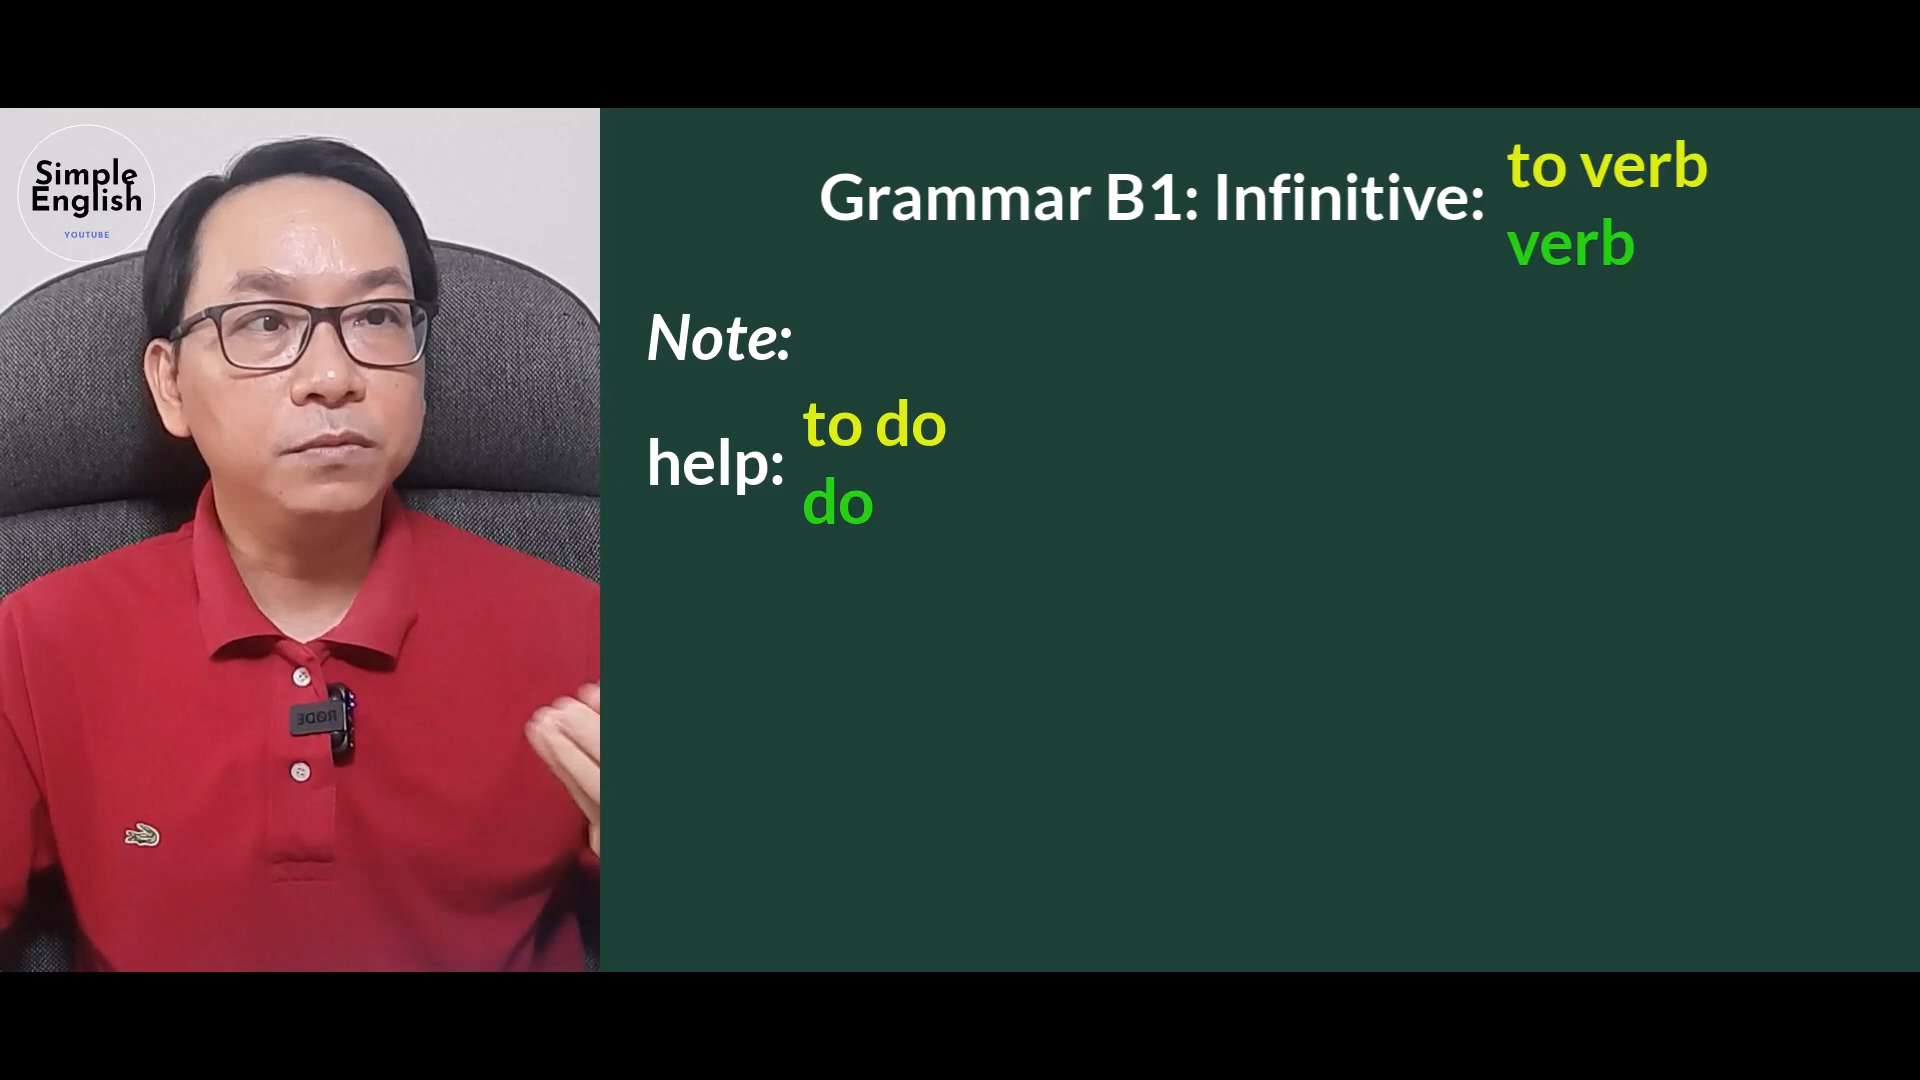 Simple
English
YOUTUBE
to verb
Grammar B1: Infinitive:
verb
Note:
to do
help:
do
RØDE